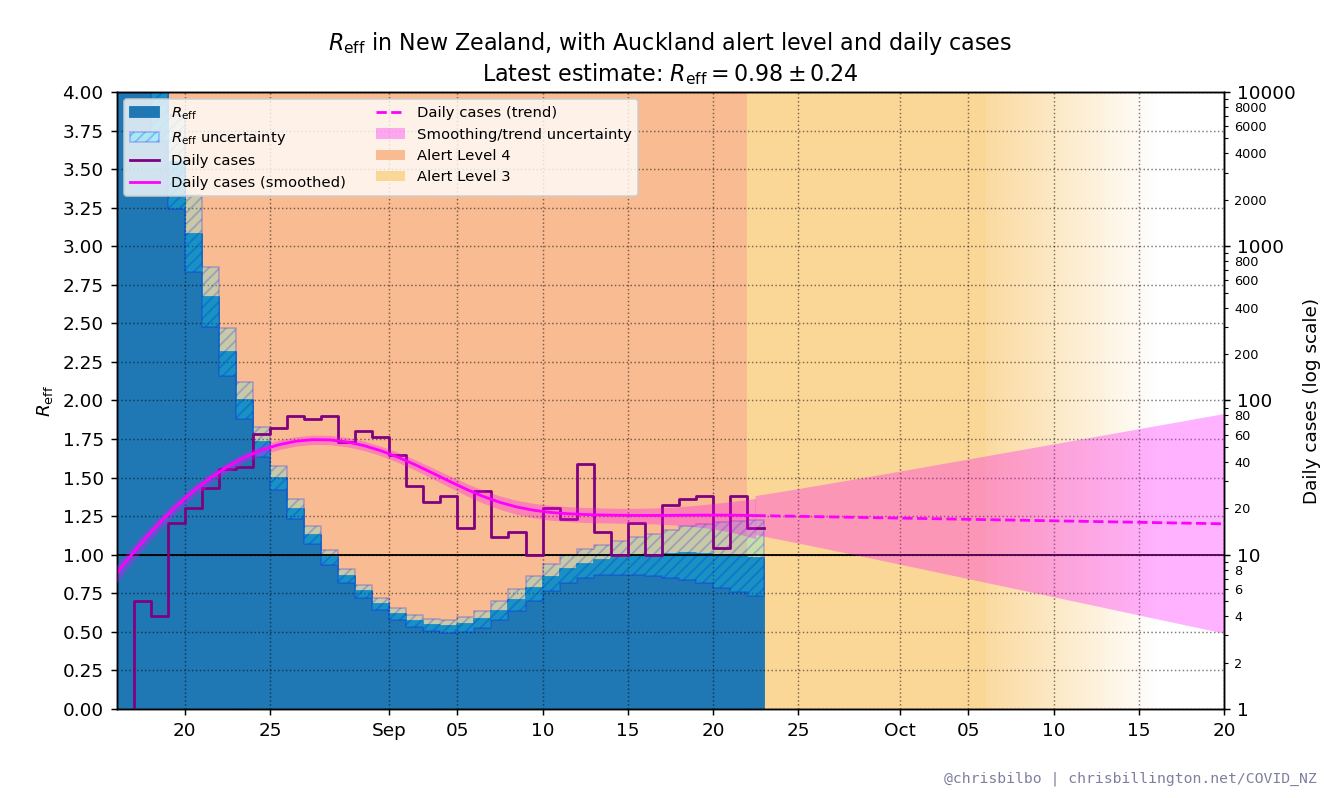 R_eff in New Zealand, with Auckland alert level and daily cases
Latest estimate: R_eff = 0.98 ± 0.24
R_eff
R_eff uncertainty
Daily cases
Daily cases (smoothed)
Daily cases (trend)
Smoothing/trend uncertainty
Alert Level 4
Alert Level 3
R_eff
4.00
3.75
3.50
3.25
3.00
2.75
2.50
2.25
2.00
1.75
1.50
1.25
1.00
0.75
0.50
0.25
0.00
10000
8000
6000
4000
2000
1000
800
600
400
200
100
80
60
40
20
10
8
6
4
2
1
Daily cases (log scale)
20 25 Sep 05 10 15 20 25 Oct 05 10 15 20
@chrisbilbo | chrisbillington.net/COVID_NZ